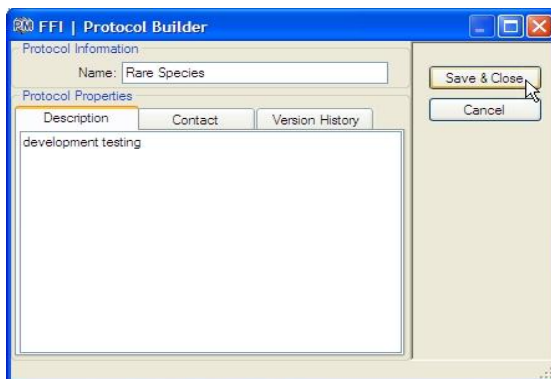 FFI | Protocol Builder
Protocol Information
Name: Rare Species
Save & Close
Protocol Properties
Cancel
Description Contact Version History
development testing